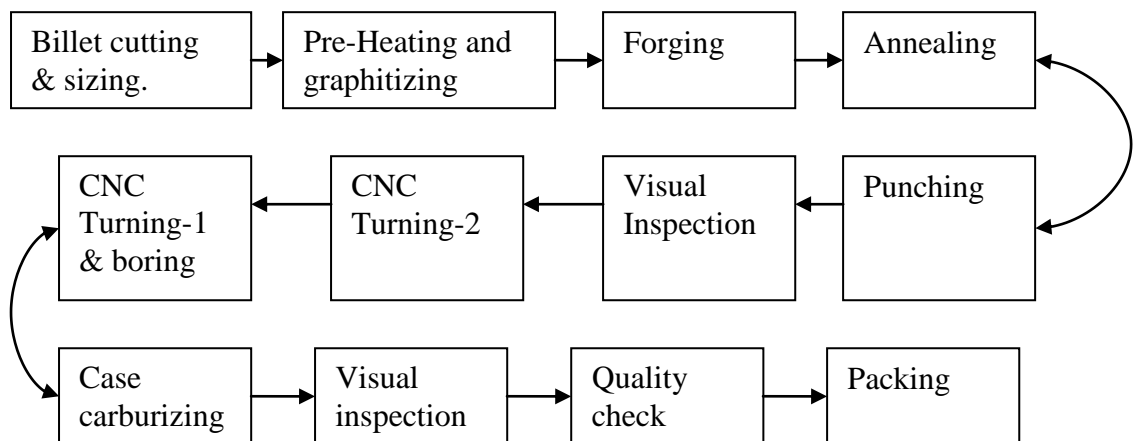 Billet cutting
& sizing.
Pre-Heating and
graphitizing
Forging
Annealing
CNC
Turning-1
& boring
CNC
Turning-2
Visual
Inspection
Punching
Case
carburizing
Visual
inspection
Quality
check
Packing